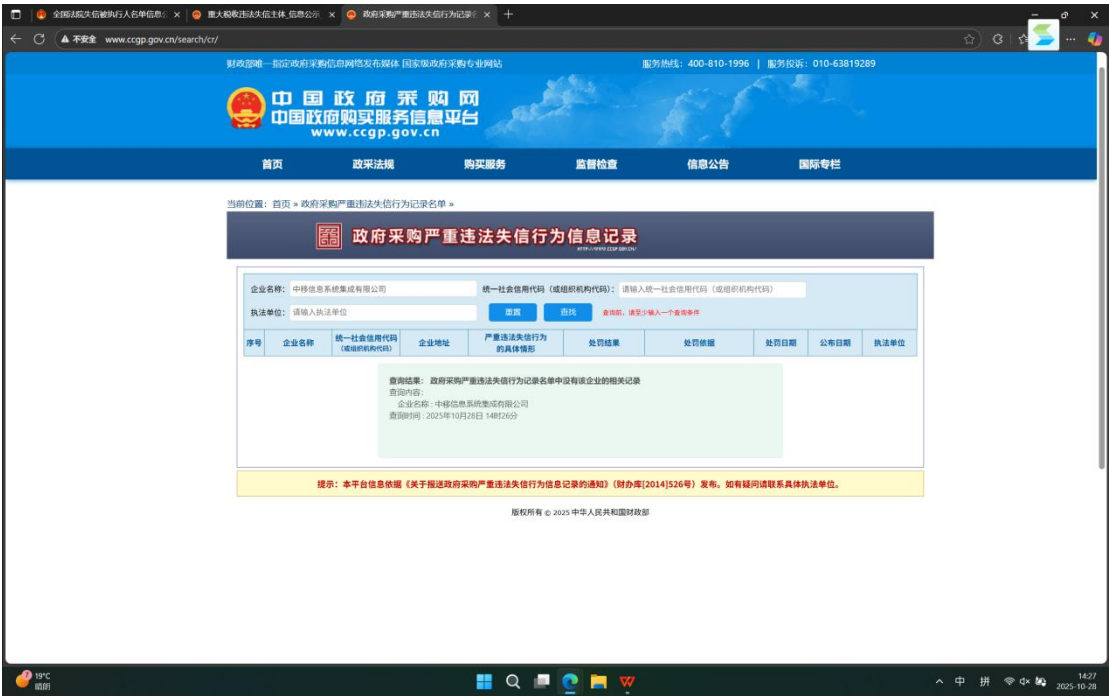 全国法院失信被执行人名单信息 重大税收违法失信主体_信息公示 政府采购严重违法失信行为记录
不安全 www.ccgp.gov.cn/search/cr/
财政部唯一指定政府采购信息网络发布媒体 国家级政府采购专业网站 服务热线：400-810-1996 | 服务投诉：010-63819289
中国政府采购网
中国政府购买服务信息平台
www.ccgp.gov.cn
首页 政采法规 购买服务 监督检查 信息公告 国际专栏
当前位置：首页 » 政府采购严重违法失信行为记录名单 »
政府采购严重违法失信行为信息记录
企业名称： 中移信息系统集成有限公司 统一社会信用代码（或组织机构代码）： 请输入统一社会信用代码（或组织机构代码）
执法单位： 请输入执法单位 重置 查找 查询前，请至少输入一个查询条件
序号 企业名称 统一社会信用代码（或组织机构代码） 企业地址 严重违法失信行为的具体情形 处罚结果 处罚依据 处罚日期 公布日期 执法单位
查询结果： 政府采购严重违法失信行为记录名单中没有该企业的相关记录
查询内容：
企业名称 : 中移信息系统集成有限公司
查询时间 : 2025年10月28日 14时26分
提示：本平台信息依据《关于报送政府采购严重违法失信行为信息记录的通知》（财办库[2014]526号）发布。如有疑问请联系具体执法单位。
版权所有 © 2025 中华人民共和国财政部
19°C
晴朗
中 拼 14:27
2025-10-28